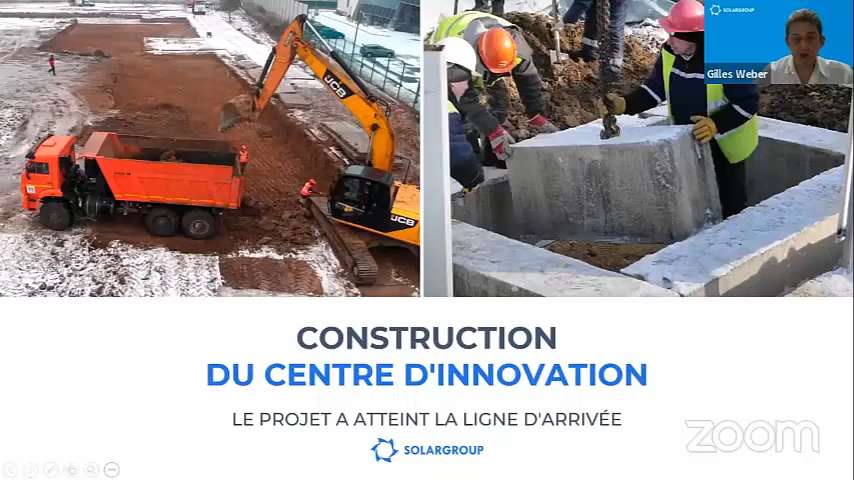 SOLARGROUP
Gilles Weber
JCB
JCB
CONSTRUCTION
DU CENTRE D'INNOVATION
LE PROJET A ATTEINT LA LIGNE D'ARRIVÉE
SOLARGROUP
zoom